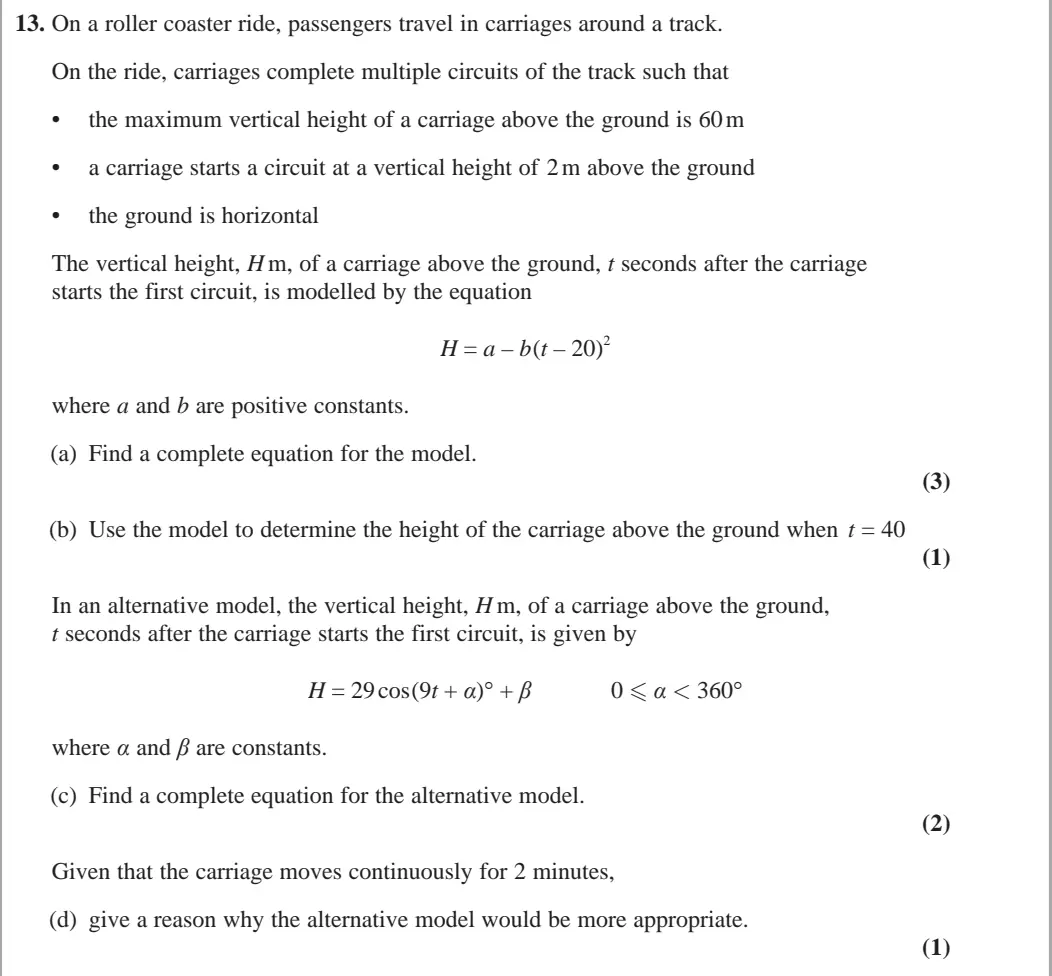 13. On a roller coaster ride, passengers travel in carriages around a track.
On the ride, carriages complete multiple circuits of the track such that
• the maximum vertical height of a carriage above the ground is 60 m
• a carriage starts a circuit at a vertical height of 2 m above the ground
• the ground is horizontal
The vertical height, H m, of a carriage above the ground, t seconds after the carriage
starts the first circuit, is modelled by the equation
H = a – b(t – 20)²
where a and b are positive constants.
(a) Find a complete equation for the model.
(3)
(b) Use the model to determine the height of the carriage above the ground when t = 40
(1)
In an alternative model, the vertical height, H m, of a carriage above the ground,
t seconds after the carriage starts the first circuit, is given by
H = 29 cos(9t + α)° + β 0 ⩽ α < 360°
where α and β are constants.
(c) Find a complete equation for the alternative model.
(2)
Given that the carriage moves continuously for 2 minutes,
(d) give a reason why the alternative model would be more appropriate.
(1)